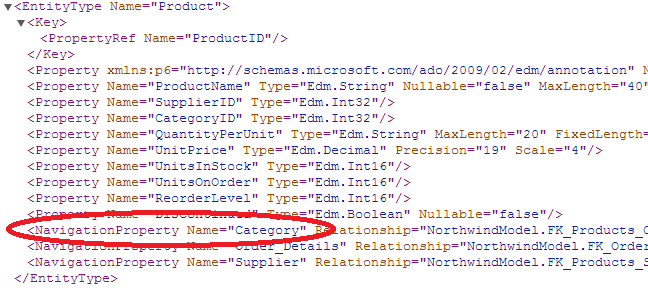 ▼<EntityType Name="Product">
▼<Key>
<PropertyRef Name="ProductID"/>
</Key>
<Property xmlns:p6="http://schemas.microsoft.com/ado/2009/02/edm/annotation" N
<Property Name="ProductName" Type="Edm.String" Nullable="false" MaxLength="40"
<Property Name="SupplierID" Type="Edm.Int32"/>
<Property Name="CategoryID" Type="Edm.Int32"/>
<Property Name="QuantityPerUnit" Type="Edm.String" MaxLength="20" FixedLength=
<Property Name="UnitPrice" Type="Edm.Decimal" Precision="19" Scale="4"/>
<Property Name="UnitsInStock" Type="Edm.Int16"/>
<Property Name="UnitsOnOrder" Type="Edm.Int16"/>
<Property Name="ReorderLevel" Type="Edm.Int16"/>
<Property Name="Discontinued" Type="Edm.Boolean" Nullable="false"/>
<NavigationProperty Name="Category" Relationship="NorthwindModel.FK_Products_C
<NavigationProperty Name="Order_Details" Relationship="NorthwindModel.FK_Order
<NavigationProperty Name="Supplier" Relationship="NorthwindModel.FK_Products_S
</EntityType>